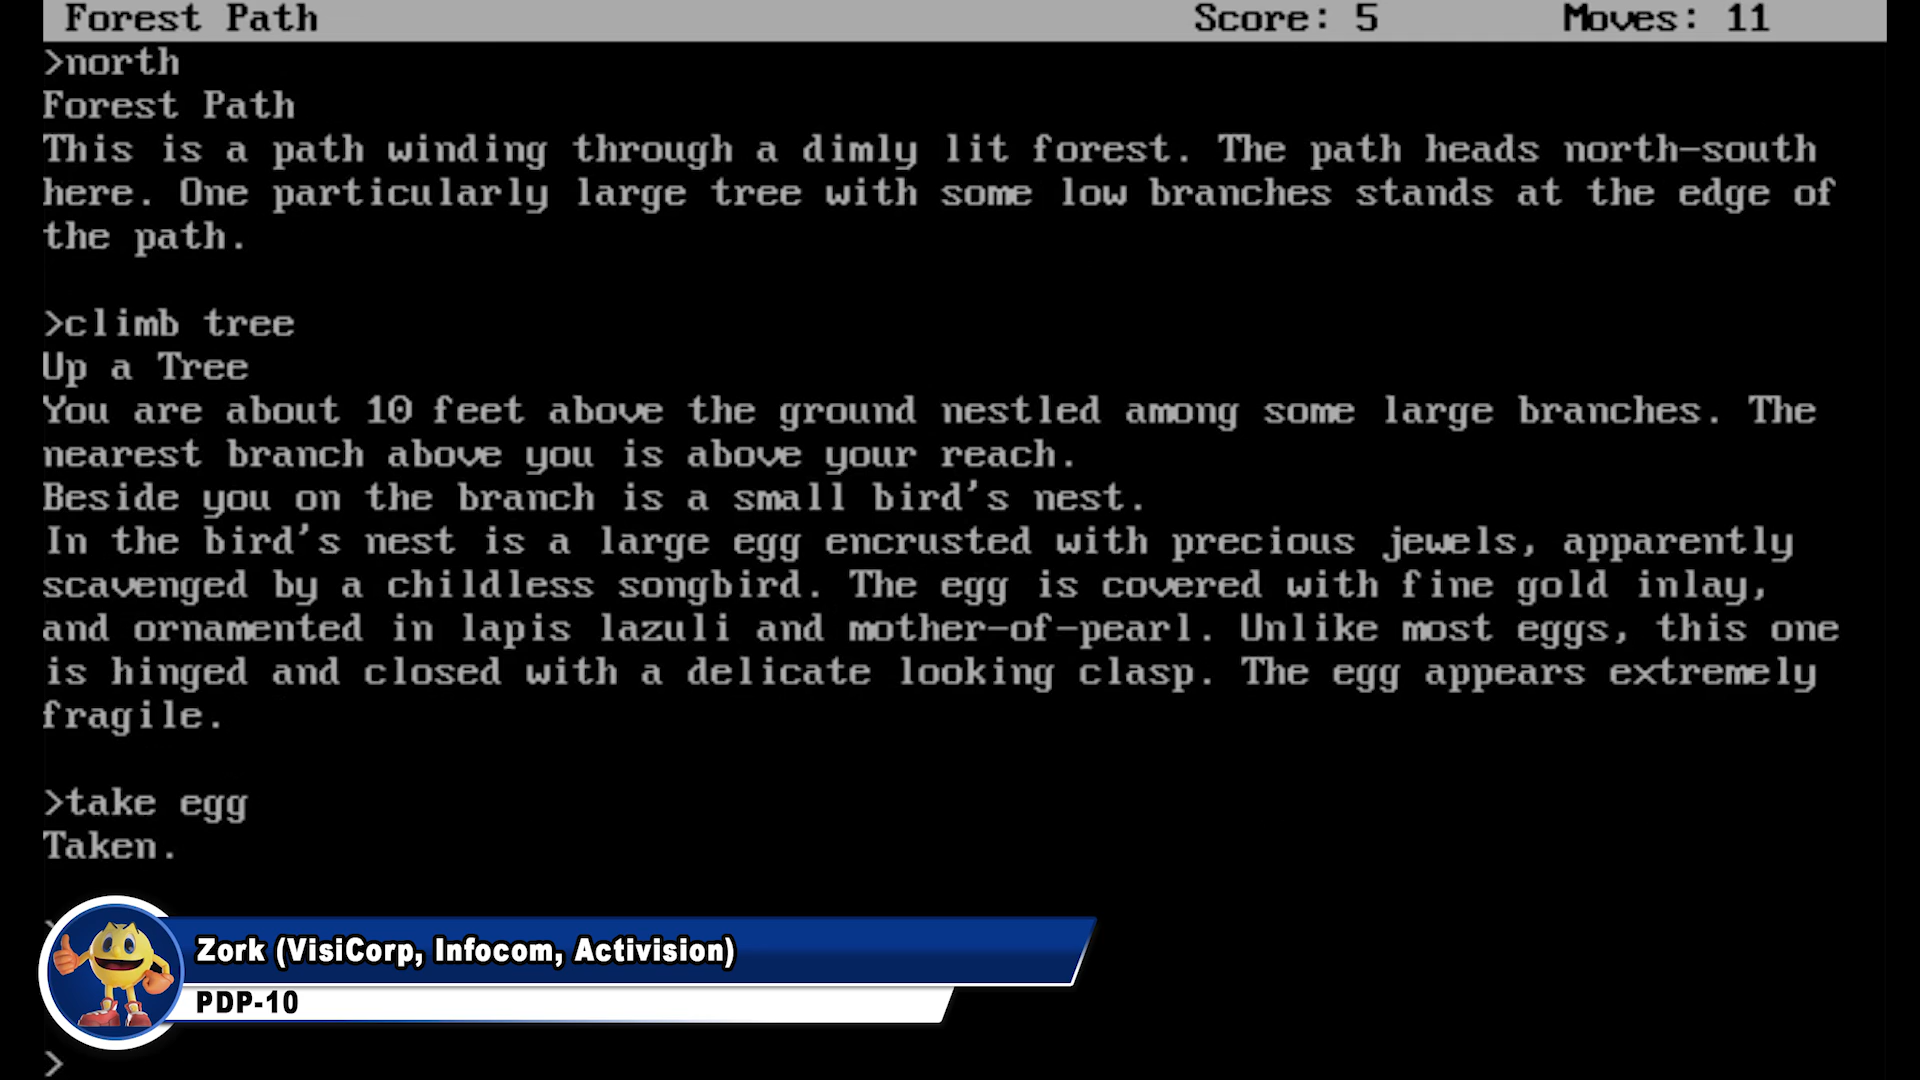 Forest Path Score: 5 Moves: 11
>north
Forest Path
This is a path winding through a dimly lit forest. The path heads north-south
here. One particularly large tree with some low branches stands at the edge of
the path.
>climb tree
Up a Tree
You are about 10 feet above the ground nestled among some large branches. The
nearest branch above you is above your reach.
Beside you on the branch is a small bird's nest.
In the bird's nest is a large egg encrusted with precious jewels, apparently
scavenged by a childless songbird. The egg is covered with fine gold inlay,
and ornamented in lapis lazuli and mother-of-pearl. Unlike most eggs, this one
is hinged and closed with a delicate looking clasp. The egg appears extremely
fragile.
>take egg
Taken.
Zork (VisiCorp, Infocom, Activision)
PDP-10
>